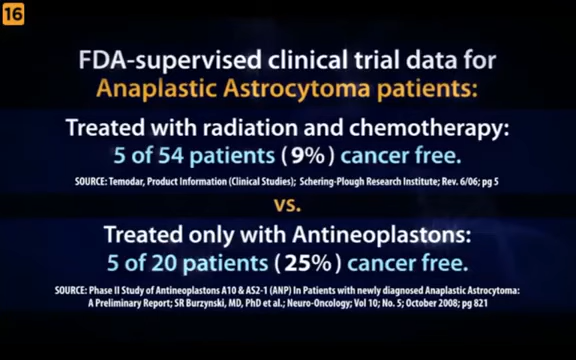 16
FDA-supervised clinical trial data for
Anaplastic Astrocytoma patients:
Treated with radiation and chemotherapy:
5 of 54 patients (9%) cancer free.
SOURCE: Temodar, Product Information (Clinical Studies); Schering-Plough Research Institute; Rev. 6/06; pg 5
vs.
Treated only with Antineoplastons:
5 of 20 patients (25%) cancer free.
SOURCE: Phase II Study of Antineoplastons A10 & AS2-1 (ANP) In Patients with newly diagnosed Anaplastic Astrocytoma:
A Preliminary Report; SR Burzynski, MD, PhD et al.; Neuro-Oncology; Vol 10; No. 5; October 2008; pg 821